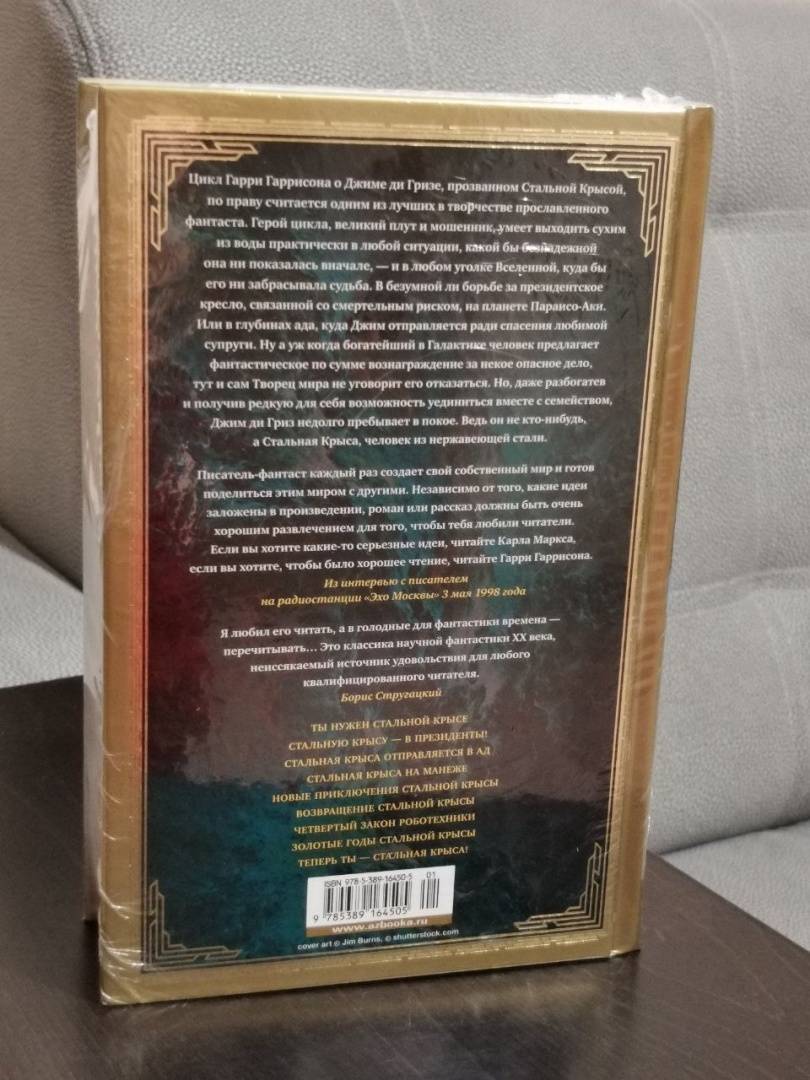 Цикл Гарри Гаррисона о Джиме ди Гризе, прозванном Стальной Крысой,
по праву считается одним из лучших в творчестве прославленного
фантаста. Герой цикла, великий плут и мошенник, умеет выходить сухим
из воды практически в любой ситуации, какой бы безнадежной
она ни показалась вначале, — и в любом уголке Вселенной, куда бы
его ни забрасывала судьба. В безумной ли борьбе за президентское
кресло, связанной со смертельным риском, на планете Параисо-Аки.
Или в глубинах ада, куда Джим отправляется ради спасения любимой
супруги. Ну а уж когда богатейший в Галактике человек предлагает
фантастическое по сумме вознаграждение за некое опасное дело,
тут и сам Творец мира не уговорит его отказаться. Но, даже разбогатев
и получив редкую для себя возможность уединиться вместе с семейством,
Джим ди Гриз недолго пребывает в покое. Ведь он не кто-нибудь,
а Стальная Крыса, человек из нержавеющей стали.
Писатель-фантаст каждый раз создает свой собственный мир и готов
поделиться этим миром с другими. Независимо от того, какие идеи
заложены в произведении, роман или рассказ должны быть очень
хорошим развлечением для того, чтобы тебя любили читатели.
Если вы хотите какие-то серьезные идеи, читайте Карла Маркса,
если вы хотите, чтобы было хорошее чтение, читайте Гарри Гаррисона.
Из интервью с писателем
на радиостанции «Эхо Москвы» 3 мая 1998 года
Я любил его читать, а в голодные для фантастики времена —
перечитывать... Это классика научной фантастики XX века,
неиссякаемый источник удовольствия для любого
квалифицированного читателя.
Борис Стругацкий
ТЫ НУЖЕН СТАЛЬНОЙ КРЫСЕ
СТАЛЬНУЮ КРЫСУ — В ПРЕЗИДЕНТЫ!
СТАЛЬНАЯ КРЫСА ОТПРАВЛЯЕТСЯ В АД
СТАЛЬНАЯ КРЫСА НА МАНЕЖЕ
НОВЫЕ ПРИКЛЮЧЕНИЯ СТАЛЬНОЙ КРЫСЫ
ВОЗВРАЩЕНИЕ СТАЛЬНОЙ КРЫСЫ
ЧЕТВЕРТЫЙ ЗАКОН РОБОТЕХНИКИ
ЗОЛОТЫЕ ГОДЫ СТАЛЬНОЙ КРЫСЫ
ТЕПЕРЬ ТЫ — СТАЛЬНАЯ КРЫСА!
ISBN 978-5-389-16450-5 01
9 785389 164505
www.azbooka.ru
cover art © Jim Burns, © shutterstock.com